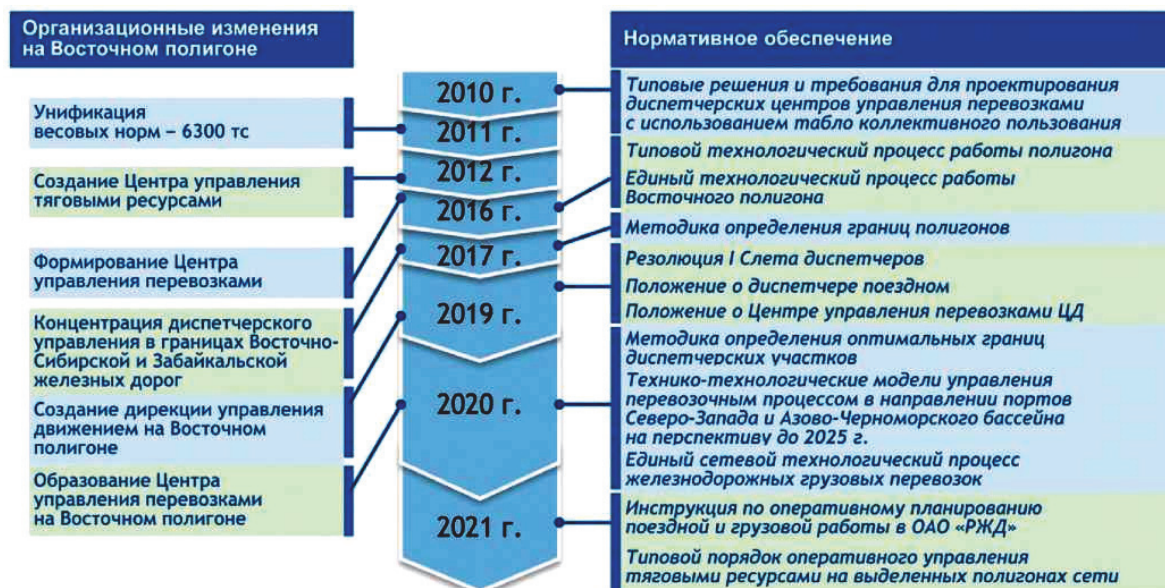 Организационные изменения
на Восточном полигоне
Унификация
весовых норм – 6300 тс
Создание Центра управления
тяговыми ресурсами
Формирование Центра
управления перевозками
Концентрация диспетчерского
управления в границах Восточно-
Сибирской и Забайкальской
железных дорог
Создание дирекции управления
движением на Восточном
полигоне
Образование Центра
управления перевозками
на Восточном полигоне
2010 г.
2011 г.
2012 г.
2016 г.
2017 г.
2019 г.
2020 г.
2021 г.
Нормативное обеспечение
Типовые решения и требования для проектирования
диспетчерских центров управления перевозками
с использованием табло коллективного пользования
Типовой технологический процесс работы полигона
Единый технологический процесс работы
Восточного полигона
Методика определения границ полигонов
Резолюция I Слета диспетчеров
Положение о диспетчере поездном
Положение о Центре управления перевозками ЦД
Методика определения оптимальных границ
диспетчерских участков
Технико-технологические модели управления
перевозочным процессом в направлении портов
Северо-Запада и Азово-Черноморского бассейна
на перспективу до 2025 г.
Единый сетевой технологический процесс
железнодорожных грузовых перевозок
Инструкция по оперативному планированию
поездной и грузовой работы в ОАО «РЖД»
Типовой порядок оперативного управления
тяговыми ресурсами на выделенных полигонах сети